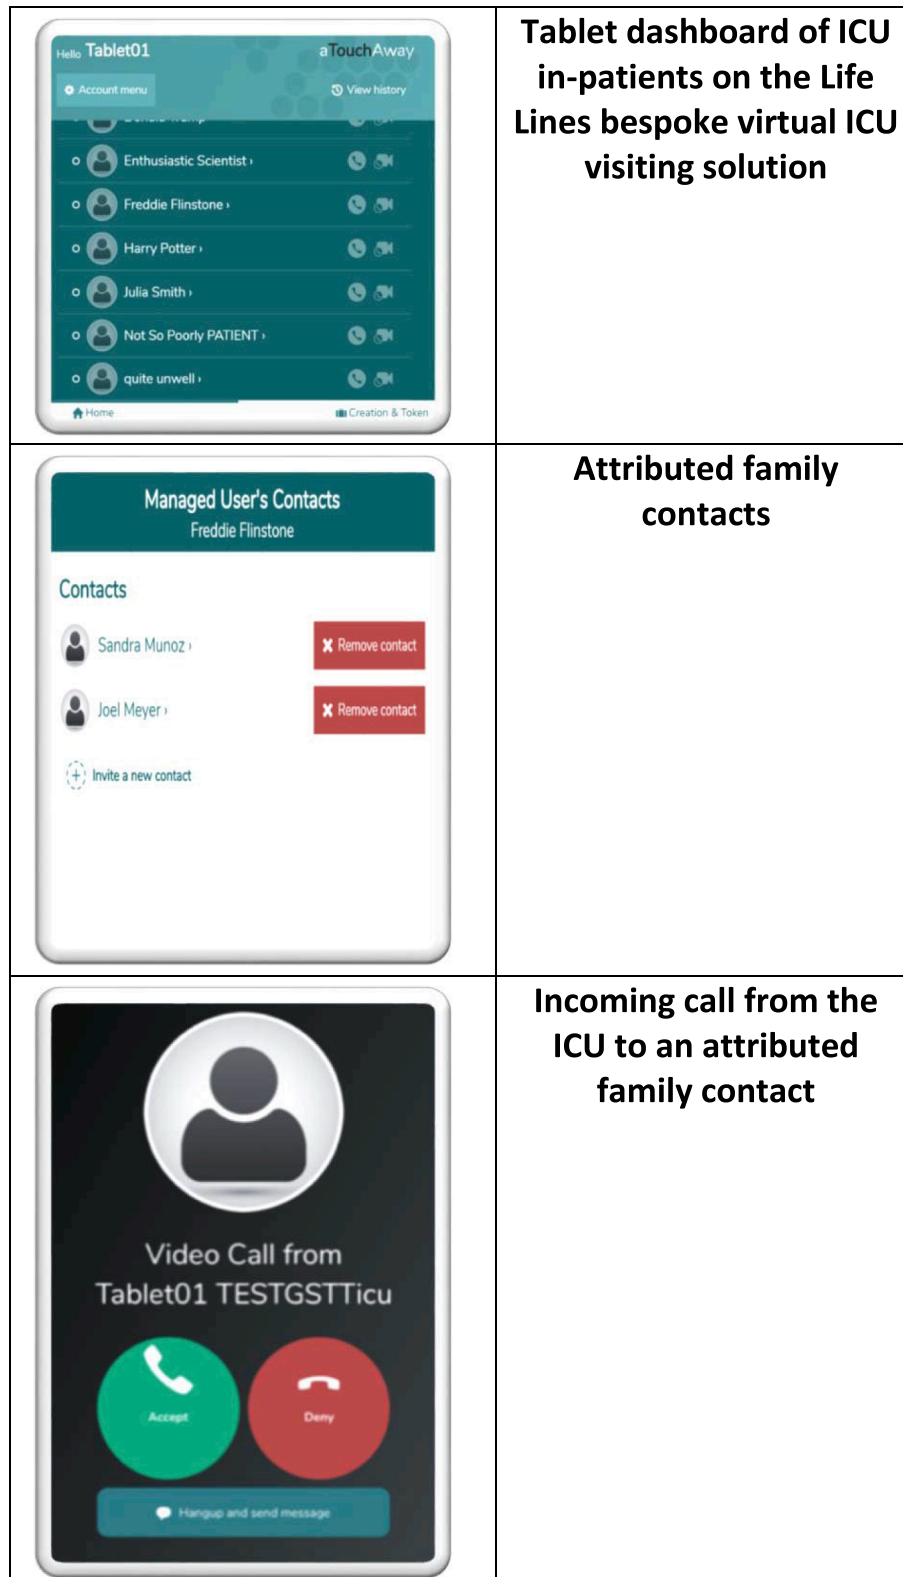 Hello Tablet01
aTouchAway
Account menu
View history
Enthusiastic Scientist ›
Freddie Flinstone ›
Harry Potter ›
Julia Smith ›
Not So Poorly PATIENT ›
quite unwell ›
Home
Creation & Token
Tablet dashboard of ICU
in-patients on the Life
Lines bespoke virtual ICU
visiting solution
Managed User's Contacts
Freddie Flinstone
Contacts
Sandra Munoz ›
Remove contact
Joel Meyer ›
Remove contact
Invite a new contact
Attributed family
contacts
Video Call from
Tablet01 TESTGSTTicu
Accept
Deny
Hangup and send message
Incoming call from the
ICU to an attributed
family contact